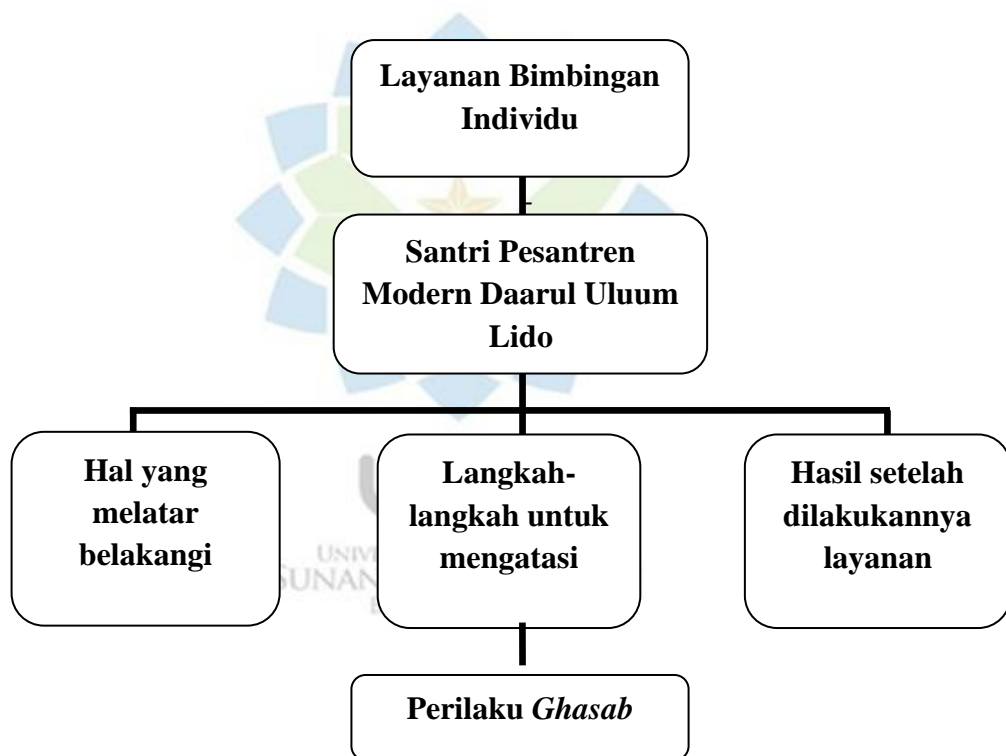 Layanan Bimbingan
Individu
Santri Pesantren
Modern Daarul Uluum
Lido
Hal yang
melatar
belakangi
Langkah-
langkah untuk
mengatasi
Hasil setelah
dilakukannya
layanan
SUNAN
Perilaku Ghasab